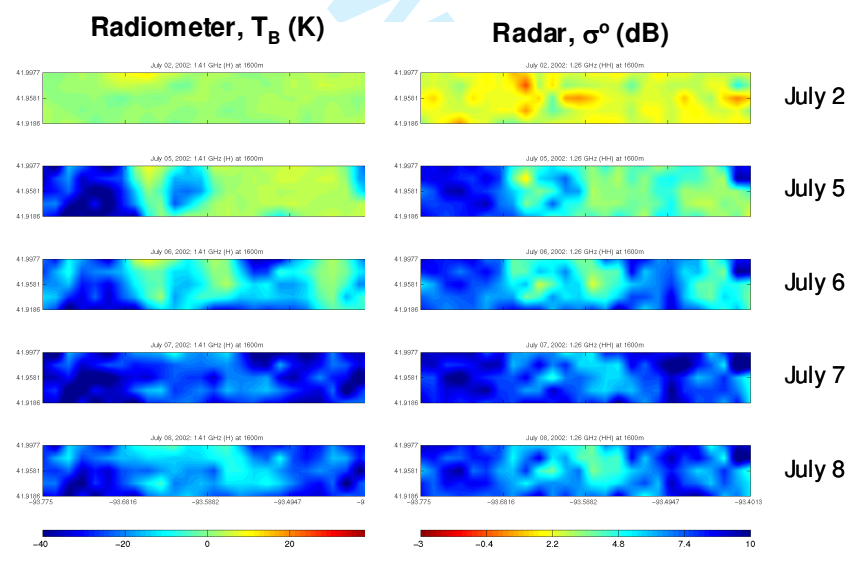 Radiometer, TB (K)
Radar, σº (dB)
July 02, 2002: 1.41 GHz (H) at 1600m
41.9977
41.9581
41.9186
July 02, 2002: 1.26 GHz (HH) at 1600m
41.9977
41.9581
41.9186
July 2
July 05, 2002: 1.41 GHz (H) at 1600m
41.9977
41.9581
41.9186
July 05, 2002: 1.26 GHz (HH) at 1600m
41.9977
41.9581
41.9186
July 5
July 06, 2002: 1.41 GHz (H) at 1600m
41.9977
41.9581
41.9186
July 06, 2002: 1.26 GHz (HH) at 1600m
41.9977
41.9581
41.9186
July 6
July 07, 2002: 1.41 GHz (H) at 1600m
41.9977
41.9581
41.9186
July 07, 2002: 1.26 GHz (HH) at 1600m
41.9977
41.9581
41.9186
July 7
July 08, 2002: 1.41 GHz (H) at 1600m
41.9977
41.9581
41.9186
−93.775 −93.6816 −93.5882 −93.4947 −9
July 08, 2002: 1.26 GHz (HH) at 1600m
41.9977
41.9581
41.9186
−93.775 −93.6816 −93.5882 −93.4947 −93.4013
July 8
−40 −20 0 20
−3 −0.4 2.2 4.8 7.4 10